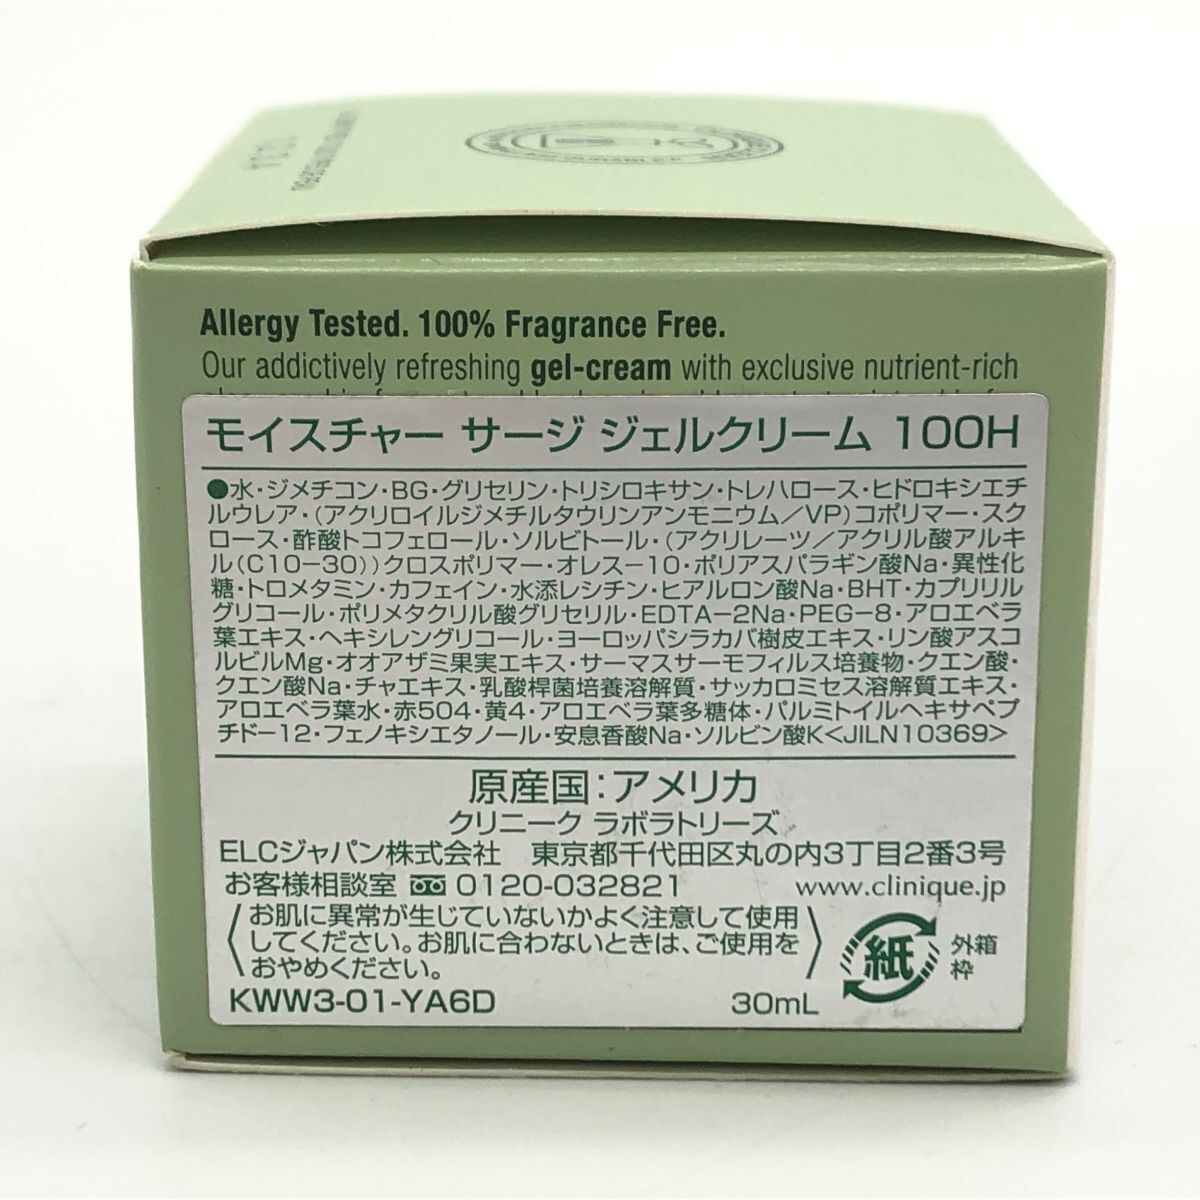 Allergy Tested. 100% Fragrance Free.
Our addictively refreshing gel-cream with exclusive nutrient-rich
モイスチャー サージ ジェルクリーム 100H
●水・ジメチコン・BG・グリセリン・トリシロキサン・トレハロース・ヒドロキシエチ
ルウレア・(アクリロイルジメチルタウリンアンモニウム/VP)コポリマー・スク
ロース・酢酸トコフェロール・ソルビトール・(アクリレーツ/アクリル酸アルキ
ル(C10-30))クロスポリマー・オレス-10・ポリアスパラギン酸Na・異性化
糖・トロメタミン・カフェイン・水添レシチン・ヒアルロン酸Na・BHT・カプリリル
グリコール・ポリメタクリル酸グリセリル・EDTA-2Na・PEG-8・アロエベラ
葉エキス・ヘキシレングリコール・ヨーロッパシラカバ樹皮エキス・リン酸アスコ
ルビルMg・オオアザミ果実エキス・サーマスサーモフィルス培養物・クエン酸・
クエン酸Na・チャエキス・乳酸桿菌培養溶解質・サッカロミセス溶解質エキス・
アロエベラ葉水・赤504・黄4・アロエベラ葉多糖体・パルミトイルヘキサペプ
チド-12・フェノキシエタノール・安息香酸Na・ソルビン酸K<JILN10369>
原産国:アメリカ
クリニーク ラボラトリーズ
ELCジャパン株式会社 東京都千代田区丸の内3丁目2番3号
お客様相談室 0120-032821 www.clinique.jp
〈お肌に異常が生じていないかよく注意して使用
してください。お肌に合わないときは、ご使用を
おやめください。〉
紙 外箱
枠
KWW3-01-YA6D 30mL